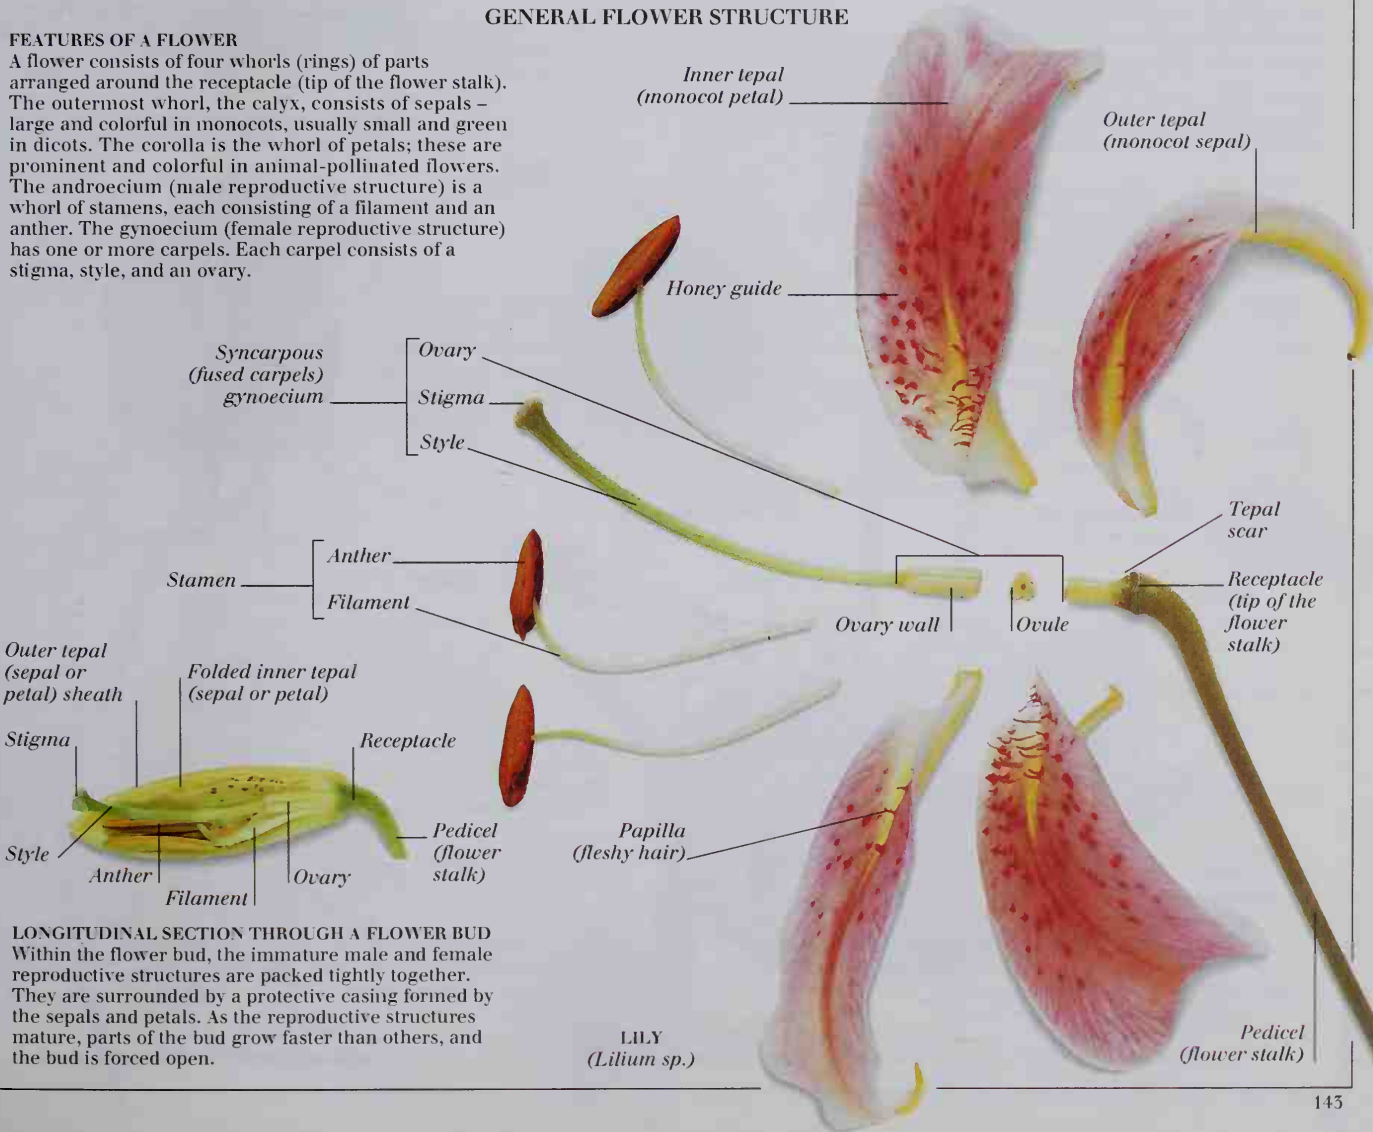 GENERAL FLOWER STRUCTURE
FEATURES OF A FLOWER
A flower consists of four whorls (rings) of parts
arranged around the receptacle (tip of the flower stalk).
The outermost whorl, the calyx, consists of sepals –
large and colorful in monocots, usually small and green
in dicots. The corolla is the whorl of petals; these are
prominent and colorful in animal-pollinated flowers.
The androecium (male reproductive structure) is a
whorl of stamens, each consisting of a filament and an
anther. The gynoecium (female reproductive structure)
has one or more carpels. Each carpel consists of a
stigma, style, and an ovary.
Inner tepal
(monocot petal)
Outer tepal
(monocot sepal)
Honey guide
Syncarpous
(fused carpels)
gynoecium
Ovary
Stigma
Style
Stamen
Anther
Filament
Tepal
scar
Receptacle
(tip of the
flower
stalk)
Ovary wall
Ovule
Outer tepal
(sepal or
petal) sheath
Folded inner tepal
(sepal or petal)
Stigma
Receptacle
Style
Anther
Filament
Ovary
Pedicel
(flower
stalk)
Papilla
(fleshy hair)
LONGITUDINAL SECTION THROUGH A FLOWER BUD
Within the flower bud, the immature male and female
reproductive structures are packed tightly together.
They are surrounded by a protective casing formed by
the sepals and petals. As the reproductive structures
mature, parts of the bud grow faster than others, and
the bud is forced open.
LILY
(Lilium sp.)
Pedicel
(flower stalk)
143